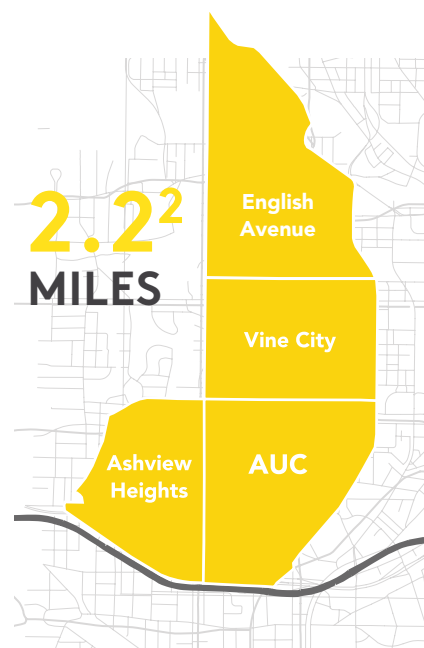 2.2²
MILES
English
Avenue
Vine City
Ashview
Heights
AUC